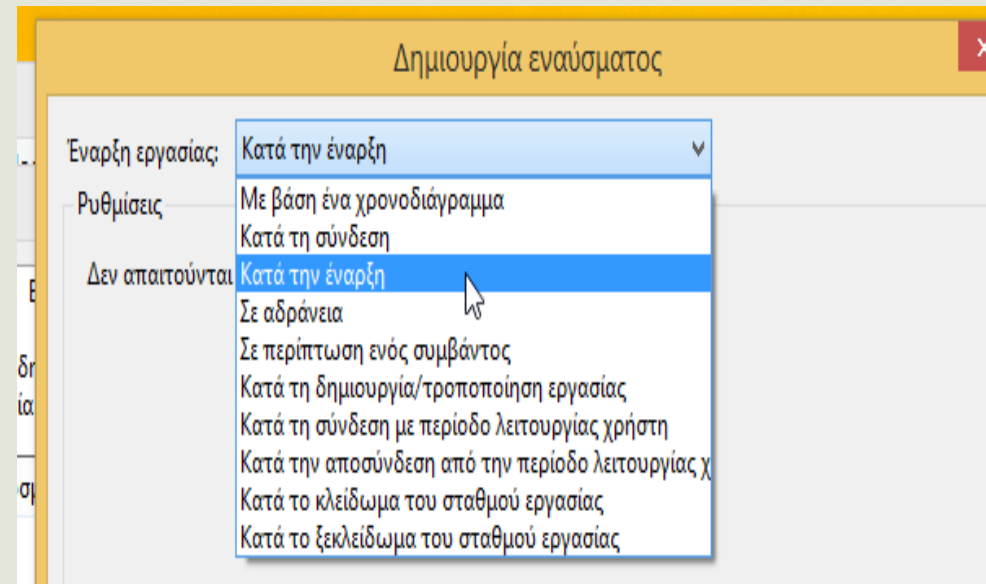 Δημιουργία εναύσματος
x
Έναρξη εργασίας: Κατά την έναρξη
Ρυθμίσεις
Με βάση ένα χρονοδιάγραμμα
Κατά τη σύνδεση
Δεν απαιτούνται Κατά την έναρξη
Σε αδράνεια
Σε περίπτωση ενός συμβάντος
Κατά τη δημιουργία/τροποποίηση εργασίας
Κατά τη σύνδεση με περίοδο λειτουργίας χρήστη
Κατά την αποσύνδεση από την περίοδο λειτουργίας χ
Κατά το κλείδωμα του σταθμού εργασίας
Κατά το ξεκλείδωμα του σταθμού εργασίας